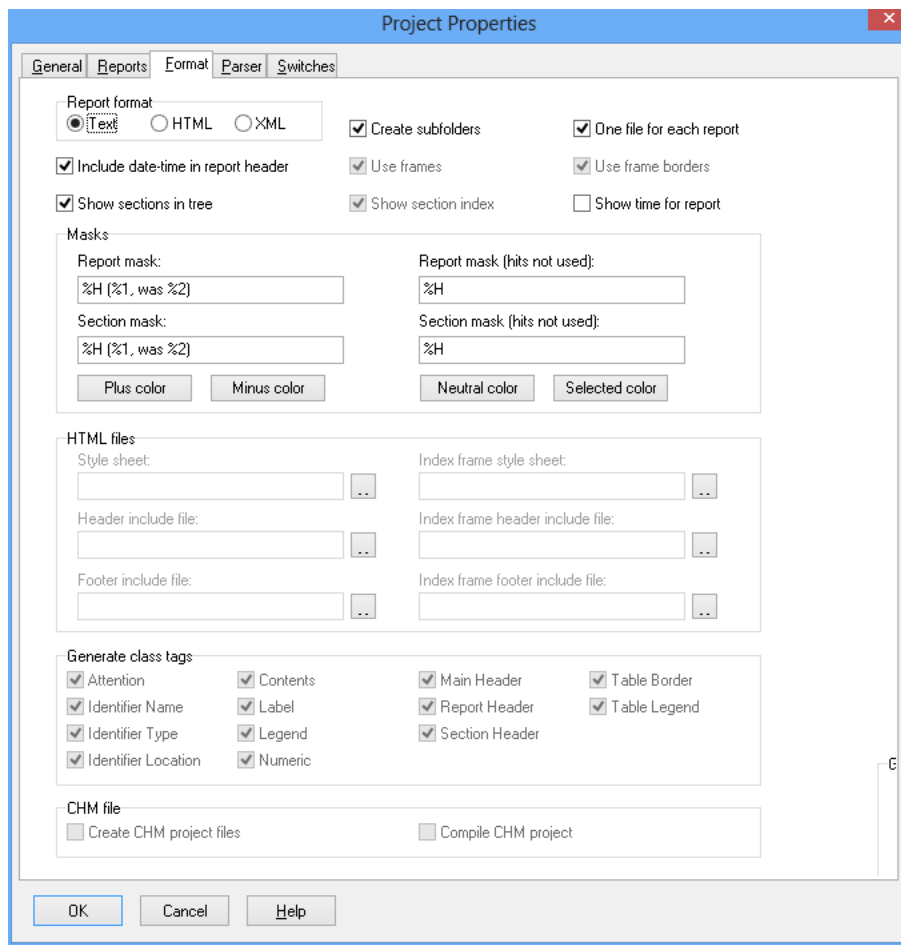 Project Properties
General Reports Format Parser Switches
Report format
Text HTML XML
Create subfolders
One file for each report
Include date-time in report header
Use frames
Use frame borders
Show sections in tree
Show section index
Show time for report
Masks
Report mask:
Report mask (hits not used):
%H (%1, was %2)
%H
Section mask:
Section mask (hits not used):
%H (%1, was %2)
%H
Plus color
Minus color
Neutral color
Selected color
HTML files
Style sheet:
Index frame style sheet:
..
..
Header include file:
Index frame header include file:
..
..
Footer include file:
Index frame footer include file:
..
..
Generate class tags
Attention
Contents
Main Header
Table Border
Identifier Name
Label
Report Header
Table Legend
Identifier Type
Legend
Section Header
Identifier Location
Numeric
CHM file
Create CHM project files
Compile CHM project
OK
Cancel
Help